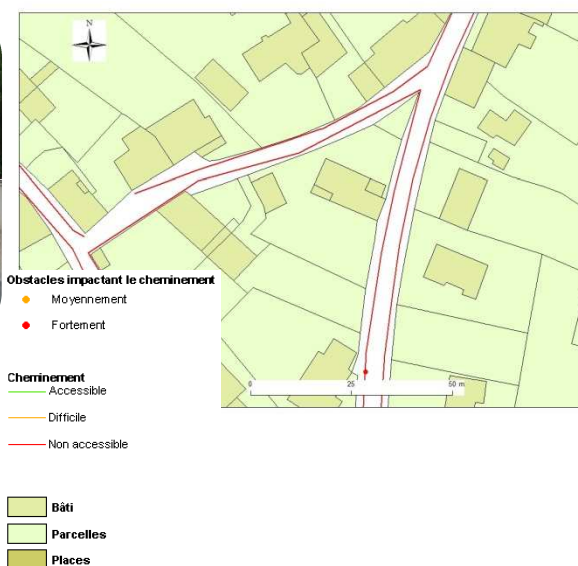 N
Obstacles impactant le cheminement
Moyennement
Fortement
Cheminement
Accessible
Difficile
Non accessible
0 25 50 m
Bâti
Parcelles
Places